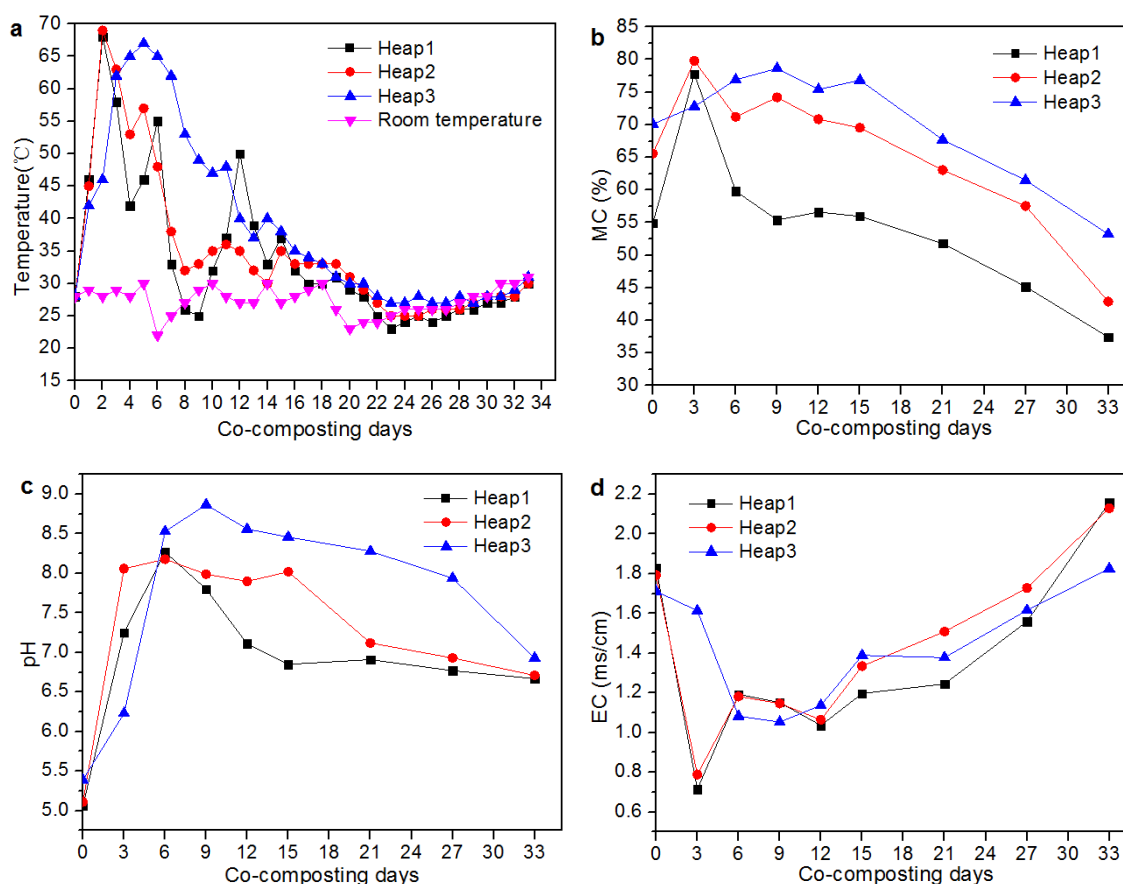 a
Heap1
Heap2
Heap3
Room temperature
Temperature(℃)
70
65
60
55
50
45
40
35
30
25
20
15
0 2 4 6 8 10 12 14 16 18 20 22 24 26 28 30 32 34
Co-composting days
b
Heap1
Heap2
Heap3
MC (%)
85
80
75
70
65
60
55
50
45
40
35
30
0 3 6 9 12 15 18 21 24 27 30 33
Co-composting days
c
Heap1
Heap2
Heap3
pH
9.0
8.5
8.0
7.5
7.0
6.5
6.0
5.5
5.0
0 3 6 9 12 15 18 21 24 27 30 33
Co-composting days
d
Heap1
Heap2
Heap3
EC (ms/cm)
2.2
2.0
1.8
1.6
1.4
1.2
1.0
0.8
0.6
0 3 6 9 12 15 18 21 24 27 30 33
Co-composting days